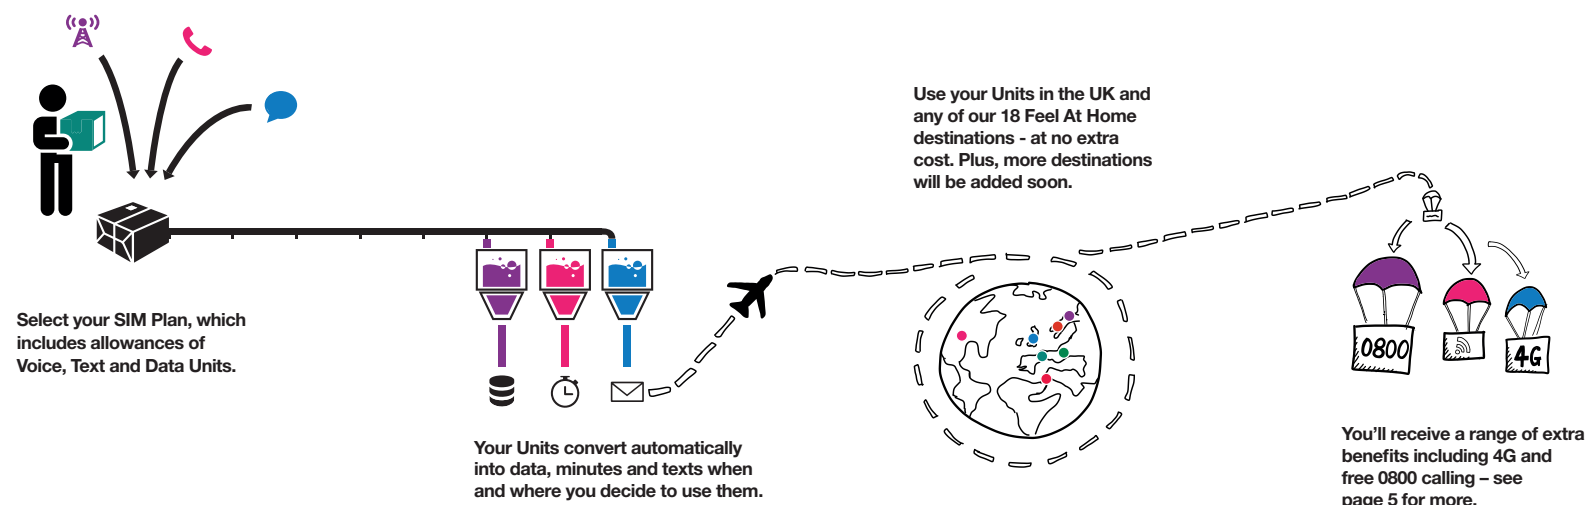 Select your SIM Plan, which
includes allowances of
Voice, Text and Data Units.
Your Units convert automatically
into data, minutes and texts when
and where you decide to use them.
Use your Units in the UK and
any of our 18 Feel At Home
destinations - at no extra
cost. Plus, more destinations
will be added soon.
0800
4G
You'll receive a range of extra
benefits including 4G and
free 0800 calling – see
page 5 for more.